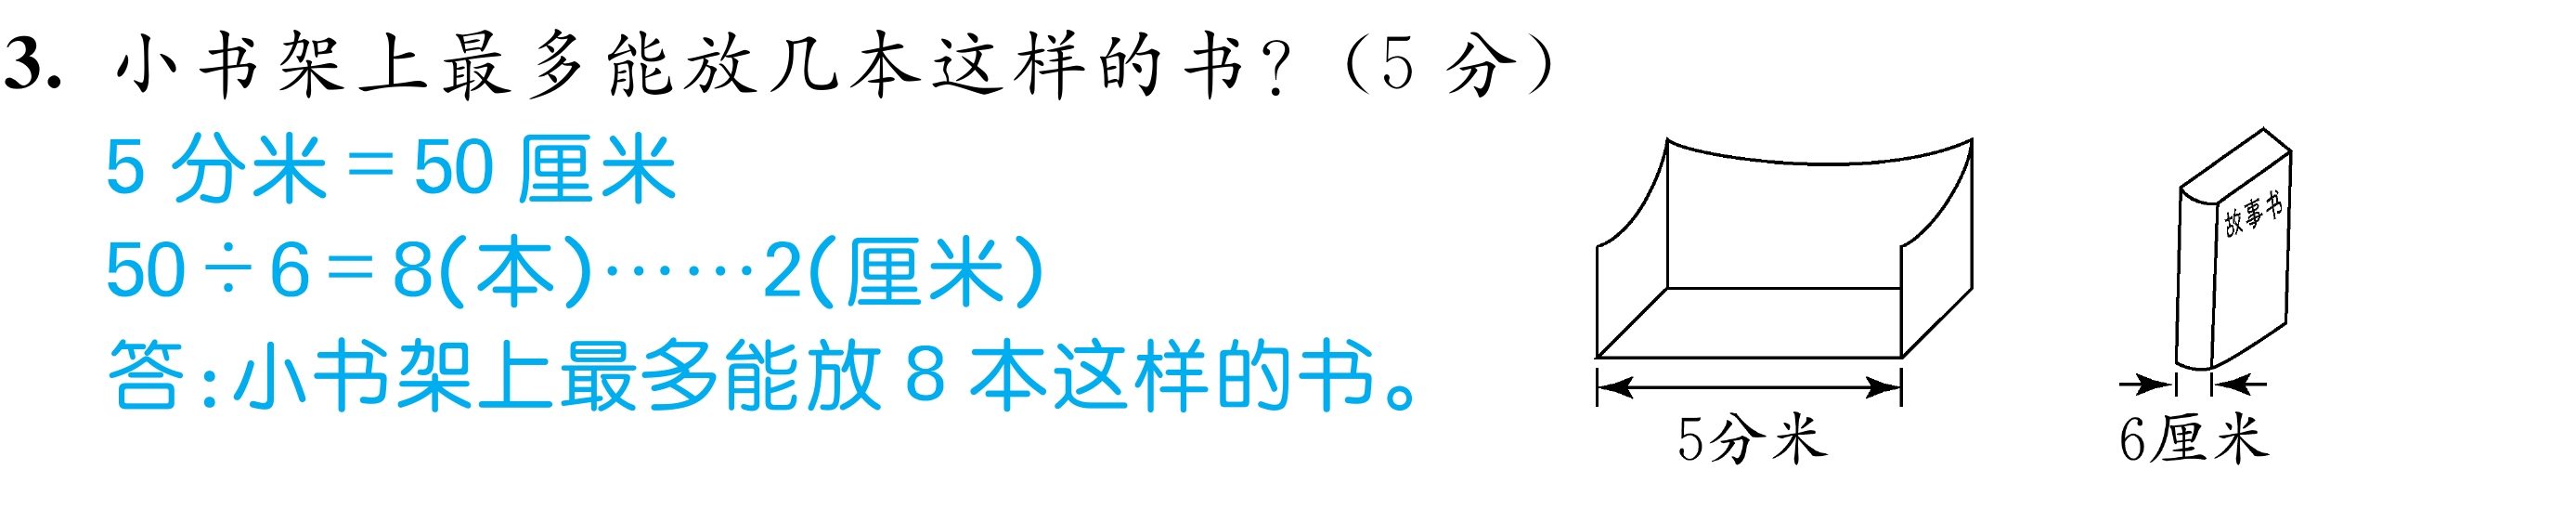 3. 小书架上最多能放几本这样的书？（5 分）
5 分米＝50 厘米
50÷6＝8(本)……2(厘米)
答：小书架上最多能放 8 本这样的书。
故事书
5分米
6厘米